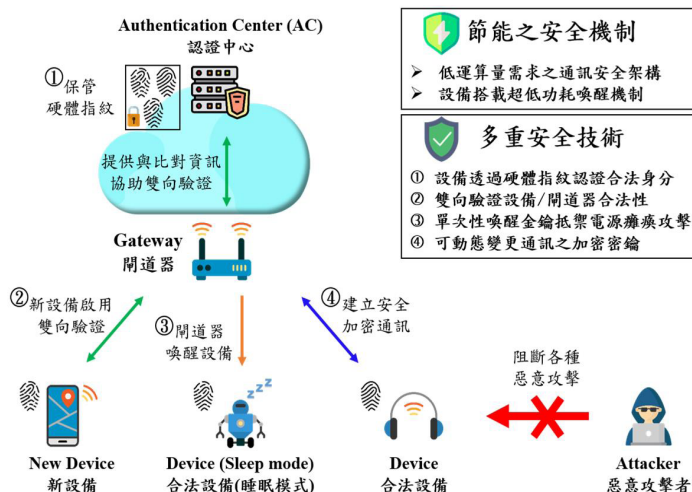 Authentication Center (AC)
認證中心
①保管
硬體指紋
提供與比對資訊
協助雙向驗證
節能之安全機制
➢ 低運算量需求之通訊安全架構
➢ 設備搭載超低功耗喚醒機制
多重安全技術
① 設備透過硬體指紋認證合法身分
② 雙向驗證設備/閘道器合法性
③ 單次性喚醒金鑰抵禦電源癱瘓攻擊
④ 可動態變更通訊之加密密鑰
Gateway
閘道器
②新設備啟用
雙向驗證
③閘道器
喚醒設備
④建立安全
加密通訊
阻斷各種
惡意攻擊
zzz
New Device
新設備
Device (Sleep mode)
合法設備(睡眠模式)
Device
合法設備
Attacker
惡意攻擊者